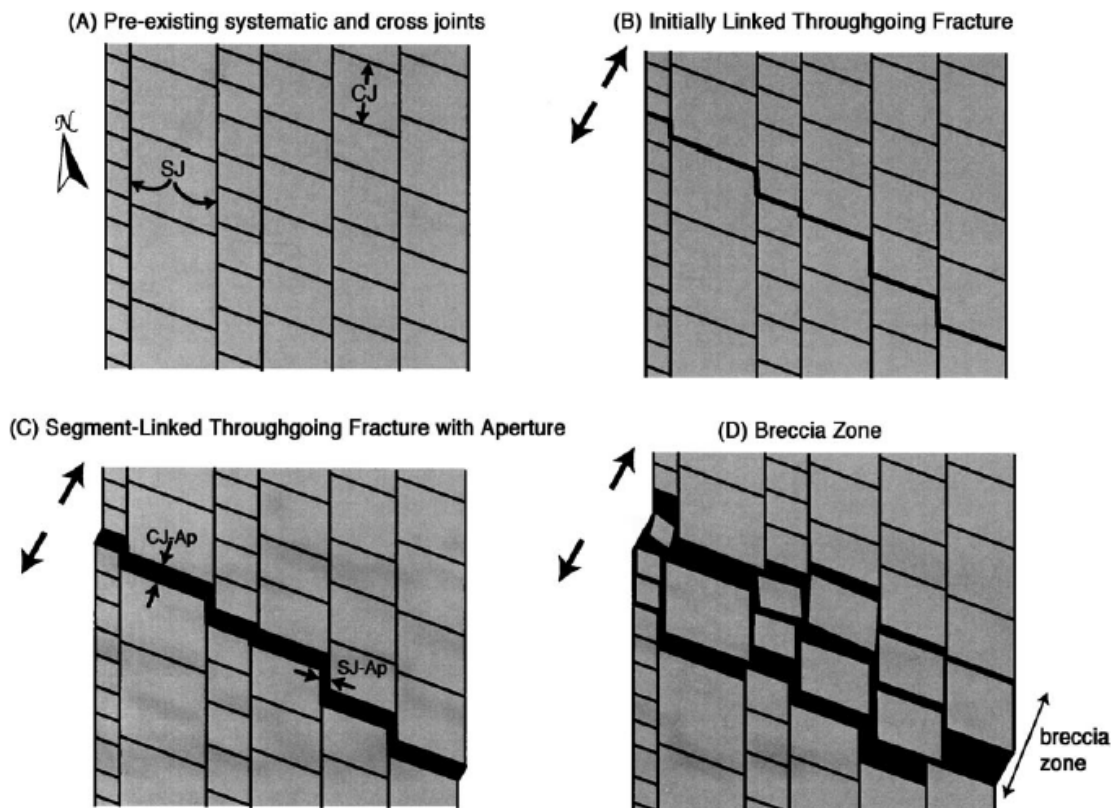 (A) Pre-existing systematic and cross joints
(B) Initially Linked Throughgoing Fracture
N
CJ
SJ
(C) Segment-Linked Throughgoing Fracture with Aperture
(D) Breccia Zone
CJ-Ap
SJ-Ap
breccia
zone